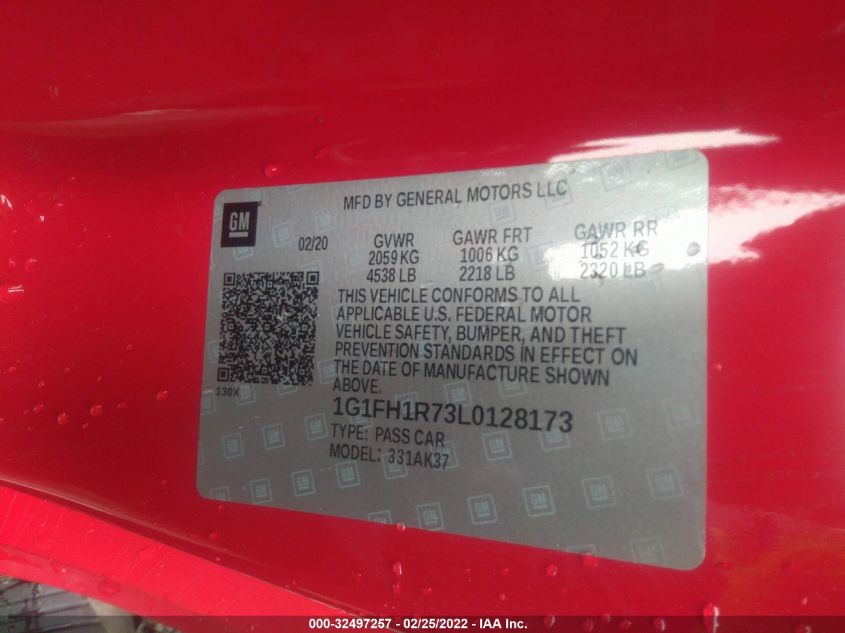 MFD BY GENERAL MOTORS LLC
GM
02/20 GVWR GAWR FRT GAWR RR
2059 KG 1006 KG 1052 KG
4538 LB 2218 LB 2320 LB
THIS VEHICLE CONFORMS TO ALL
APPLICABLE U.S. FEDERAL MOTOR
VEHICLE SAFETY, BUMPER, AND THEFT
PREVENTION STANDARDS IN EFFECT ON
THE DATE OF MANUFACTURE SHOWN
ABOVE.
130X
1G1FH1R73L0128173
TYPE: PASS CAR
MODEL: 331AK37
000-32497257 - 02/25/2022 - IAA Inc.